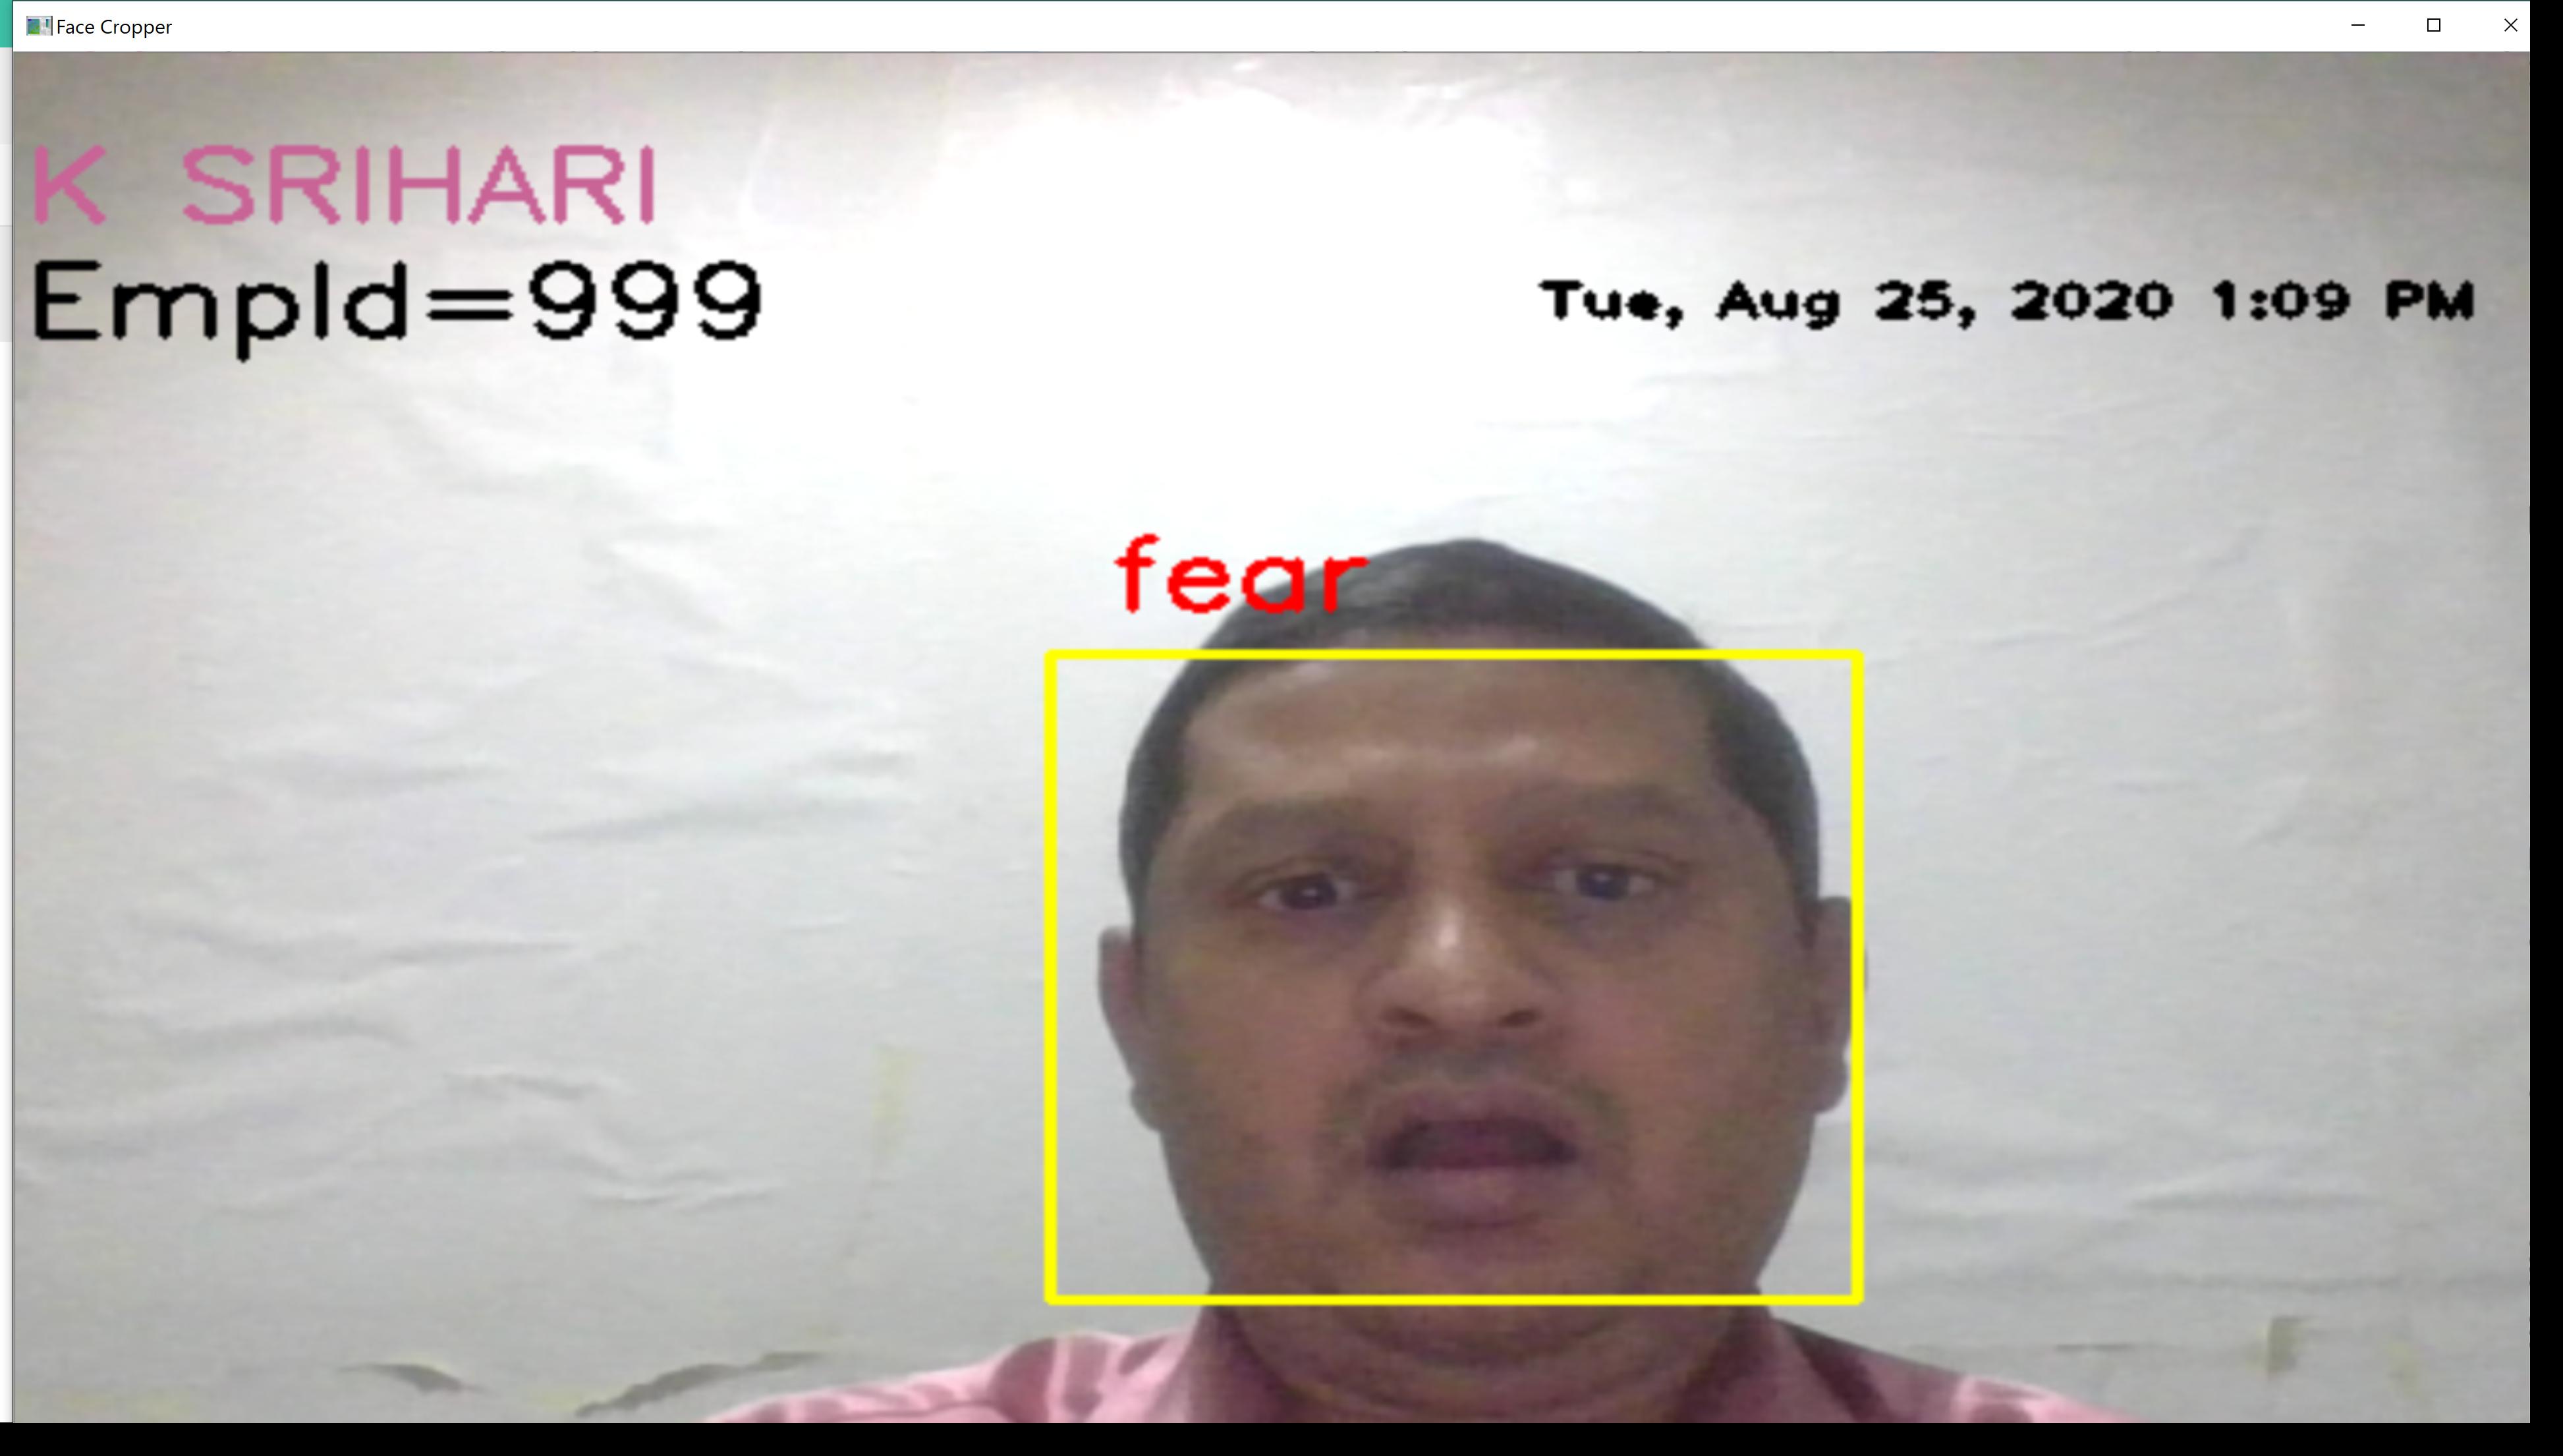 Face Cropper
K SRIHARI
EmpId=999
Tue, Aug 25, 2020 1:09 PM
fear